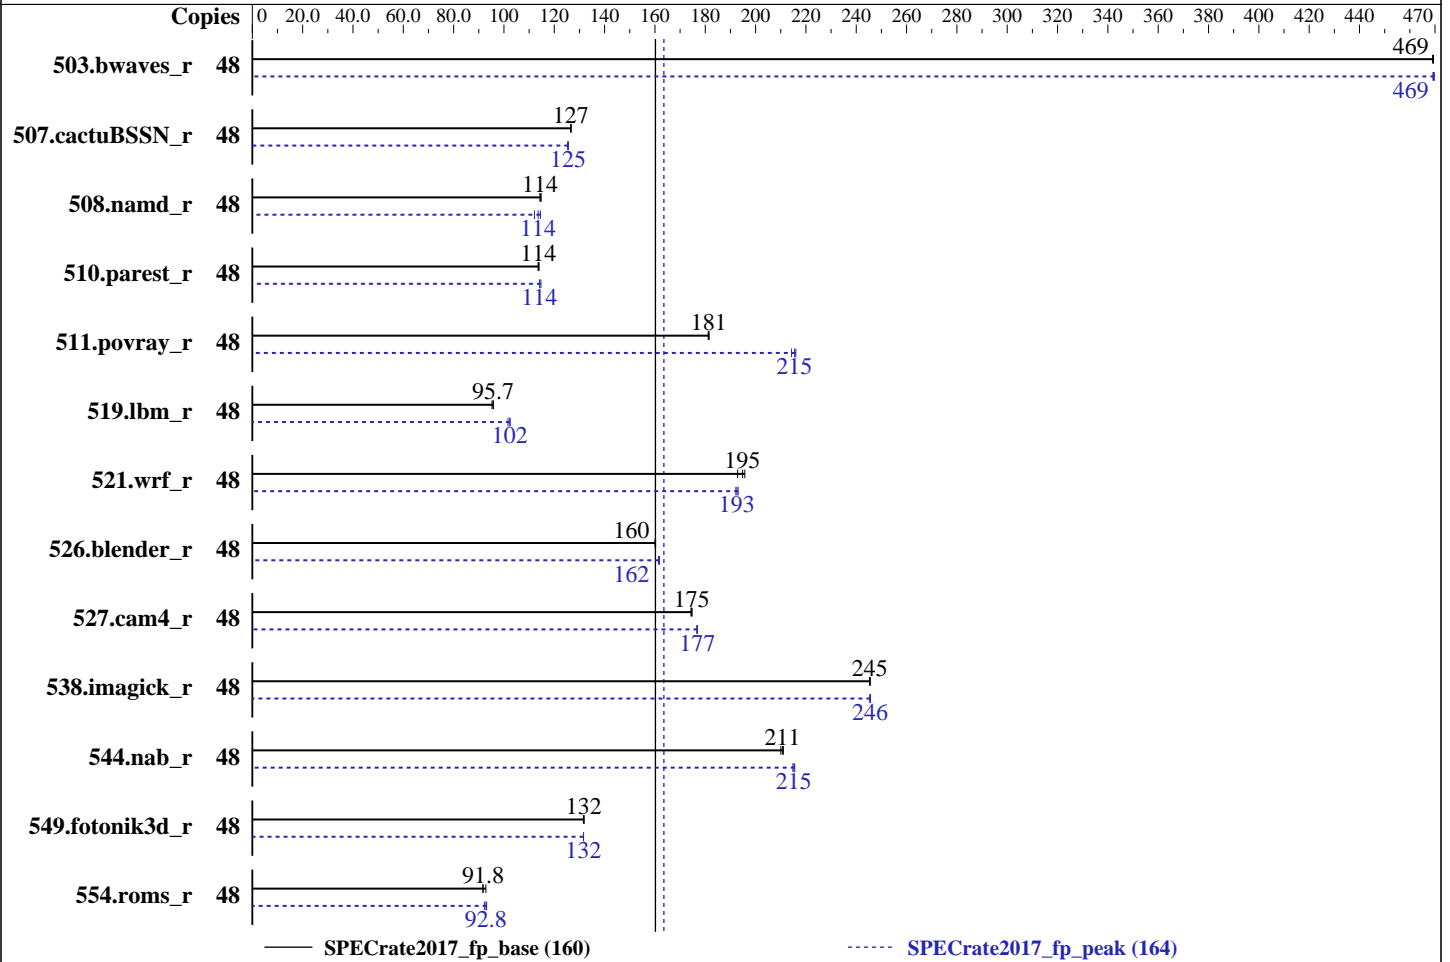 Copies 0 20.0 40.0 60.0 80.0 100 120 140 160 180 200 220 240 260 280 300 320 340 360 380 400 420 440 470
503.bwaves_r 48 469
469
507.cactuBSSN_r 48 127
125
508.namd_r 48 114
114
510.parest_r 48 114
114
511.povray_r 48 181
215
519.lbm_r 48 95.7
102
521.wrf_r 48 195
193
526.blender_r 48 160
162
527.cam4_r 48 175
177
538.imagick_r 48 245
246
544.nab_r 48 211
215
549.fotonik3d_r 48 132
132
554.roms_r 48 91.8
92.8
SPECrate2017_fp_base (160) SPECrate2017_fp_peak (164)